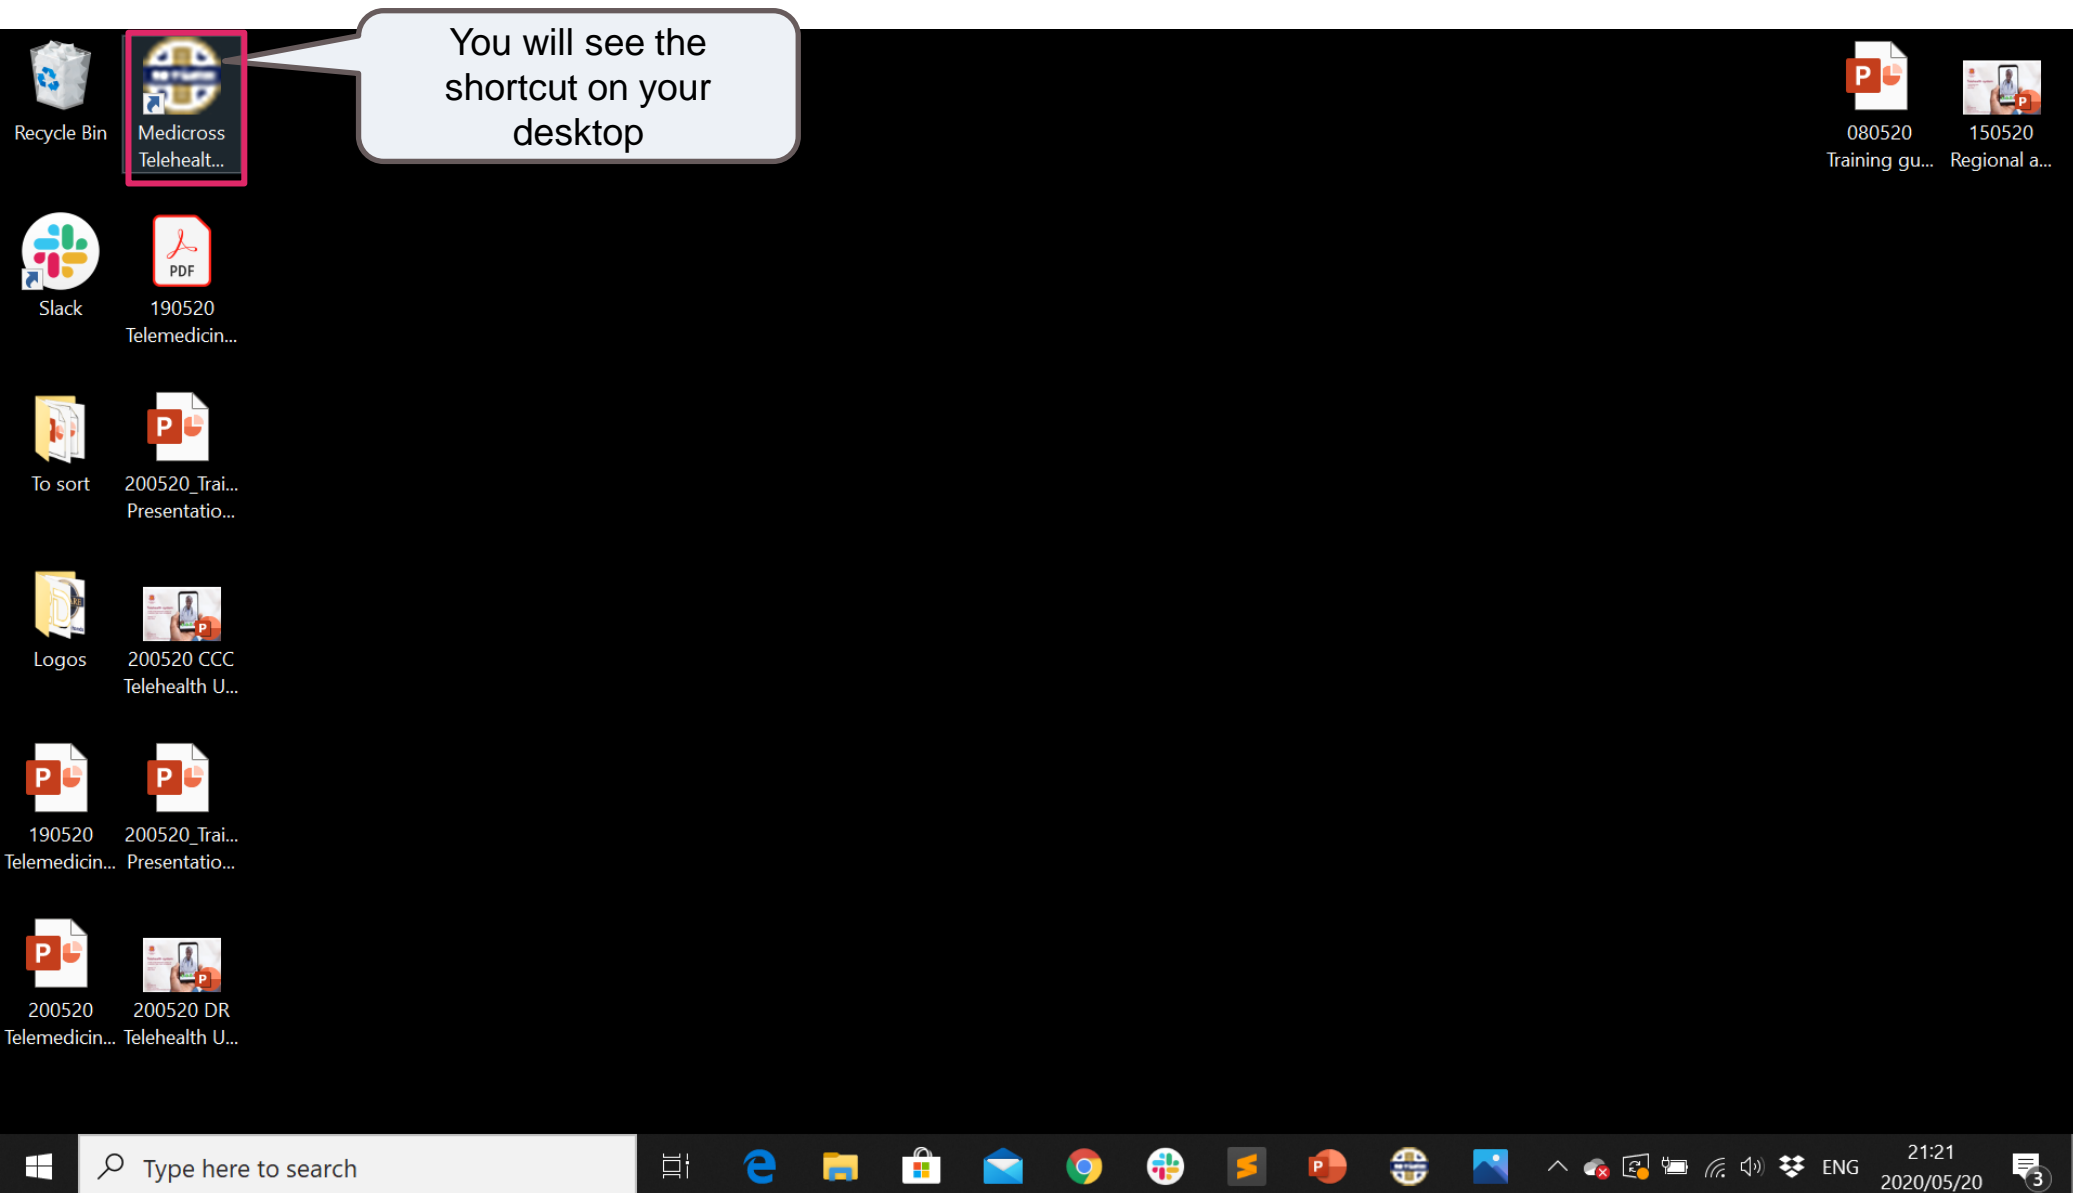 You will see the
shortcut on your
desktop
Recycle Bin
Medicross
Telehealt...
080520
Training gu...
150520
Regional a...
Slack
PDF
190520
Telemedicin...
To sort
200520_Trai...
Presentatio...
Logos
200520 CCC
Telehealth U...
190520
Telemedicin...
200520_Trai...
Presentatio...
200520
Telemedicin...
200520 DR
Telehealth U...
Type here to search
ENG
21:21
2020/05/20
3